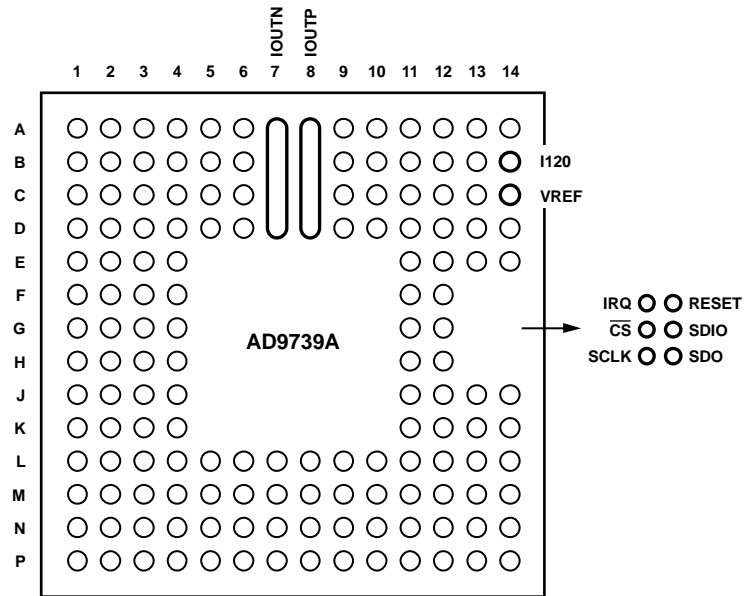 IOUTN
IOUTP
1 2 3 4 5 6 7 8 9 10 11 12 13 14
A
B I120
C VREF
D
E
F
IRQ RESET
G AD9739A CS SDIO
H SCLK SDO
J
K
L
M
N
P